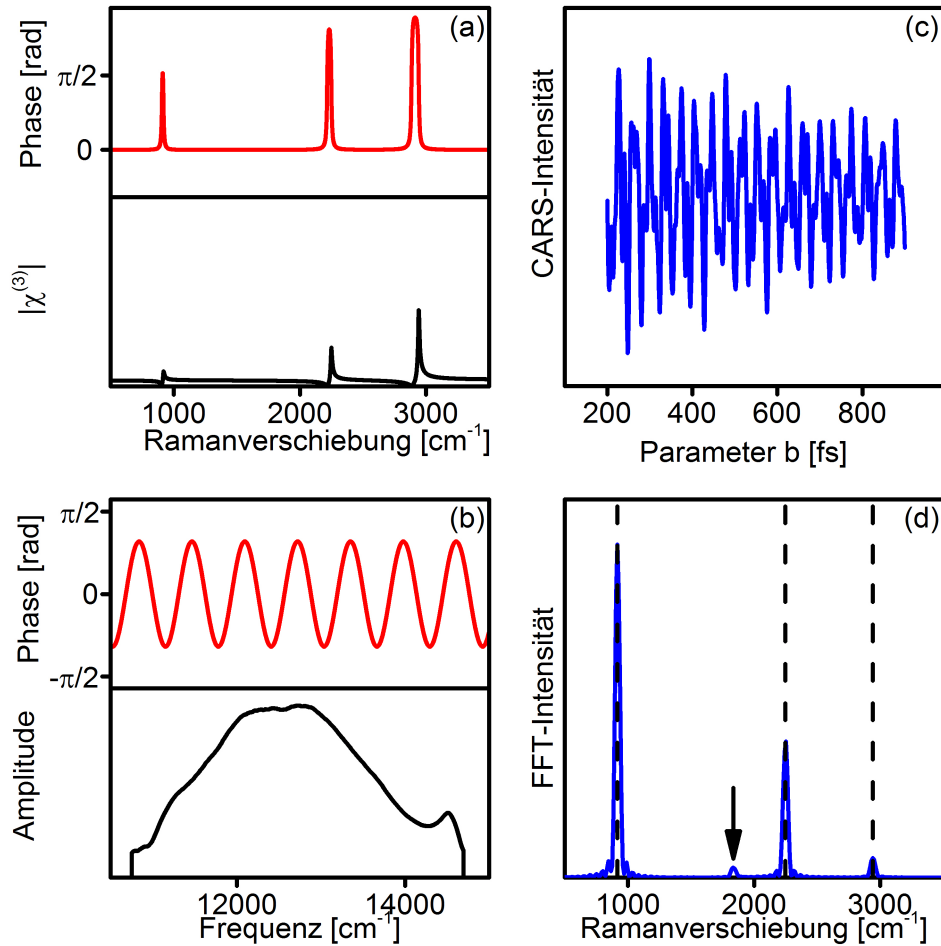 (a)
Phase [rad]
π/2
0
|χ⁽³⁾|
1000 2000 3000
Ramanverschiebung [cm⁻¹]
(c)
CARS-Intensität
200 400 600 800
Parameter b [fs]
(b)
Phase [rad]
π/2
0
-π/2
Amplitude
12000 14000
Frequenz [cm⁻¹]
(d)
FFT-Intensität
1000 2000 3000
Ramanverschiebung [cm⁻¹]